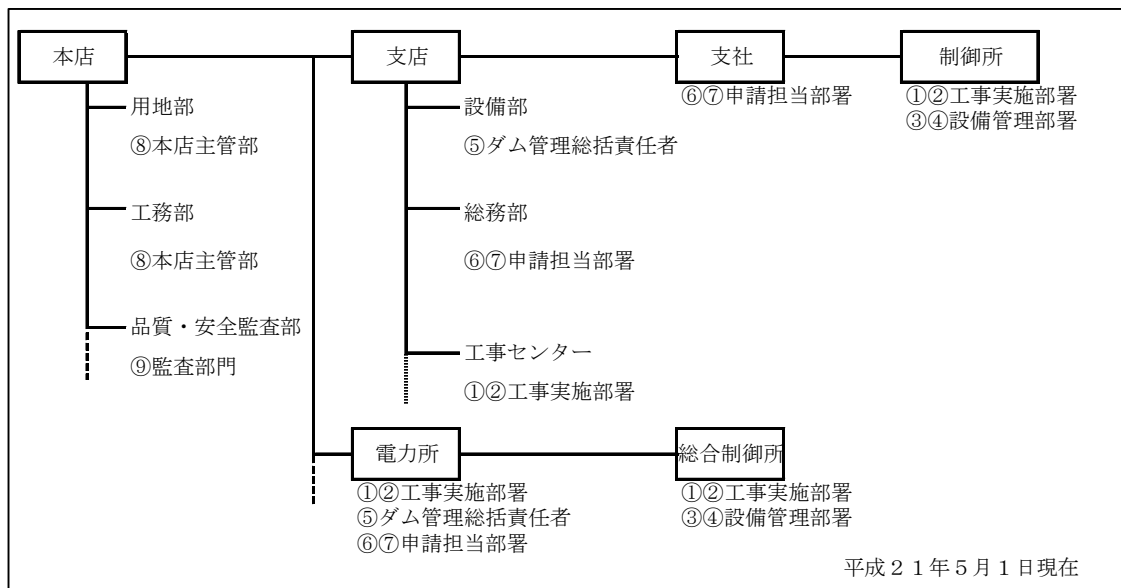 本店
支店
支社
制御所
用地部
⑧本店主管部
工務部
⑧本店主管部
品質・安全監査部
⑨監査部門
設備部
⑤ダム管理総括責任者
総務部
⑥⑦申請担当部署
工事センター
①②工事実施部署
⑥⑦申請担当部署
①②工事実施部署
③④設備管理部署
電力所
①②工事実施部署
⑤ダム管理総括責任者
⑥⑦申請担当部署
総合制御所
①②工事実施部署
③④設備管理部署
平成21年5月1日現在